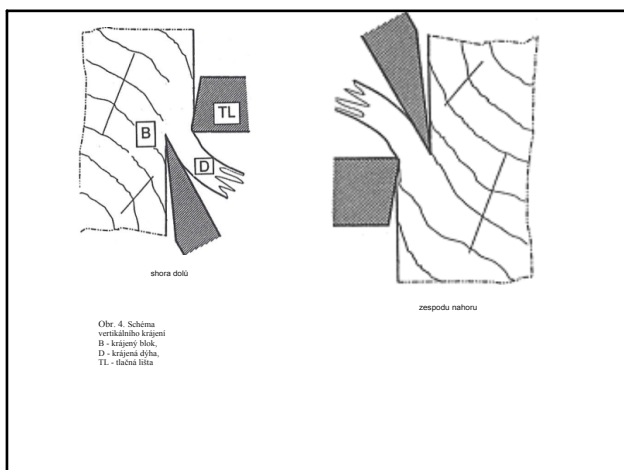 TL
B
D
shora dolů
zespodu nahoru
Obr. 4. Schéma
vertikálního krájení
B - krájený blok,
D - krájená dýha,
TL - tlačná lišta